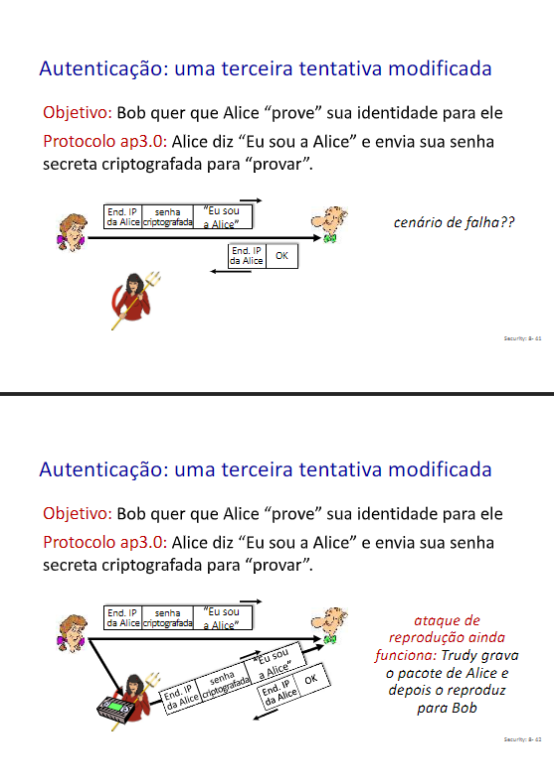 Autenticação: uma terceira tentativa modificada
Objetivo: Bob quer que Alice “prove” sua identidade para ele
Protocolo ap3.0: Alice diz “Eu sou a Alice” e envia sua senha
secreta criptografada para “provar”.
End. IP
da Alice
senha
criptografada
“Eu sou
a Alice”
cenário de falha??
End. IP
da Alice
OK
Security: 8- 41
Autenticação: uma terceira tentativa modificada
Objetivo: Bob quer que Alice “prove” sua identidade para ele
Protocolo ap3.0: Alice diz “Eu sou a Alice” e envia sua senha
secreta criptografada para “provar”.
End. IP
da Alice
senha
criptografada
“Eu sou
a Alice”
ataque de
reprodução ainda
funciona: Trudy grava
o pacote de Alice e
depois o reproduz
para Bob
End. IP
da Alice
senha
criptografada
“Eu sou
a Alice”
End. IP
da Alice
OK
Security: 8- 42